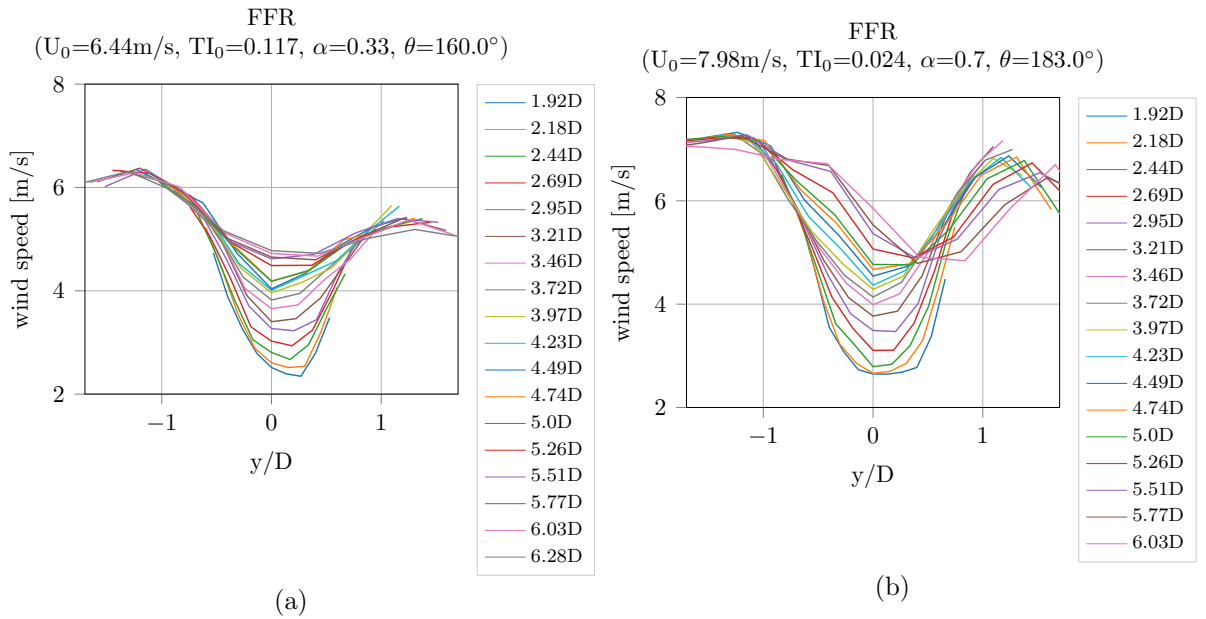 FFR
(U₀=6.44m/s, TI₀=0.117, α=0.33, θ=160.0°)
8
6
4
2
wind speed [m/s]
−1
0
1
y/D
1.92D
2.18D
2.44D
2.69D
2.95D
3.21D
3.46D
3.72D
3.97D
4.23D
4.49D
4.74D
5.0D
5.26D
5.51D
5.77D
6.03D
6.28D
(a)
FFR
(U₀=7.98m/s, TI₀=0.024, α=0.7, θ=183.0°)
8
6
4
2
wind speed [m/s]
−1
0
1
y/D
1.92D
2.18D
2.44D
2.69D
2.95D
3.21D
3.46D
3.72D
3.97D
4.23D
4.49D
4.74D
5.0D
5.26D
5.51D
5.77D
6.03D
(b)